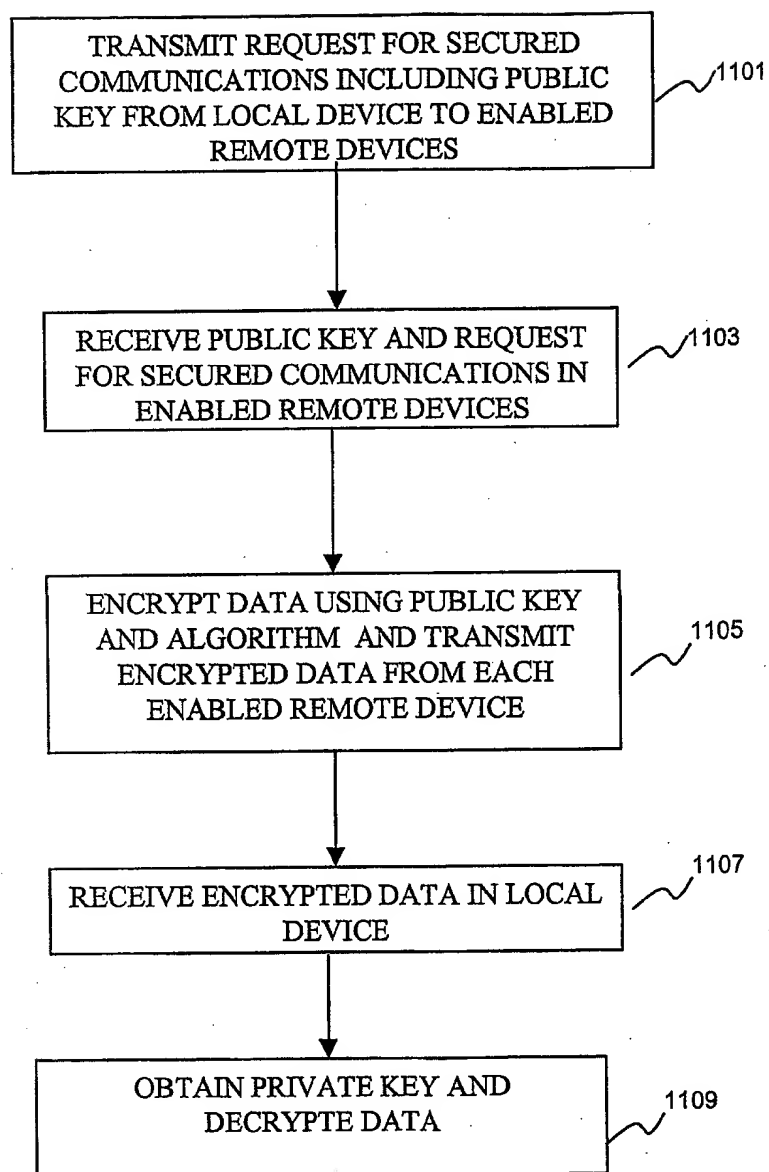 TRANSMIT REQUEST FOR SECURED
COMMUNICATIONS INCLUDING PUBLIC
KEY FROM LOCAL DEVICE TO ENABLED
REMOTE DEVICES
1101
RECEIVE PUBLIC KEY AND REQUEST
FOR SECURED COMMUNICATIONS IN
ENABLED REMOTE DEVICES
1103
ENCRYPT DATA USING PUBLIC KEY
AND ALGORITHM AND TRANSMIT
ENCRYPTED DATA FROM EACH
ENABLED REMOTE DEVICE
1105
RECEIVE ENCRYPTED DATA IN LOCAL
DEVICE
1107
OBTAIN PRIVATE KEY AND
DECRYPTE DATA
1109